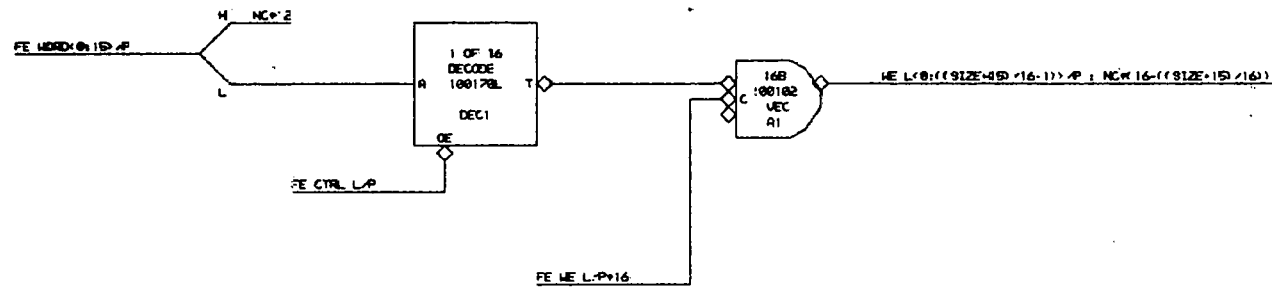 H NC*12
FE WORD<0:15>/P
L
1 OF 16
DECODE
100170L
DEC1
A
T
OE
FE CTRL L/P
16B
100102
VEC
A1
C
WE L<0:((SIZE+15)/16-1)>/P : NC*(16-((SIZE+15)/16))
FE WE L/P*16